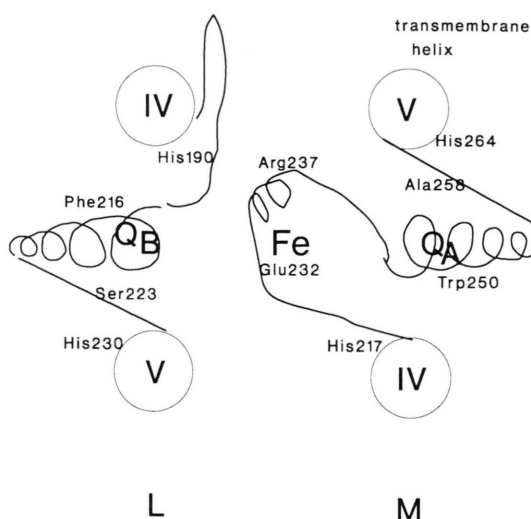 transmembrane
helix
IV
V
His190
His264
Arg237
Phe216
Ala258
QB
Fe
QA
Glu232
Trp250
Ser223
His230
His217
V
IV
L
M